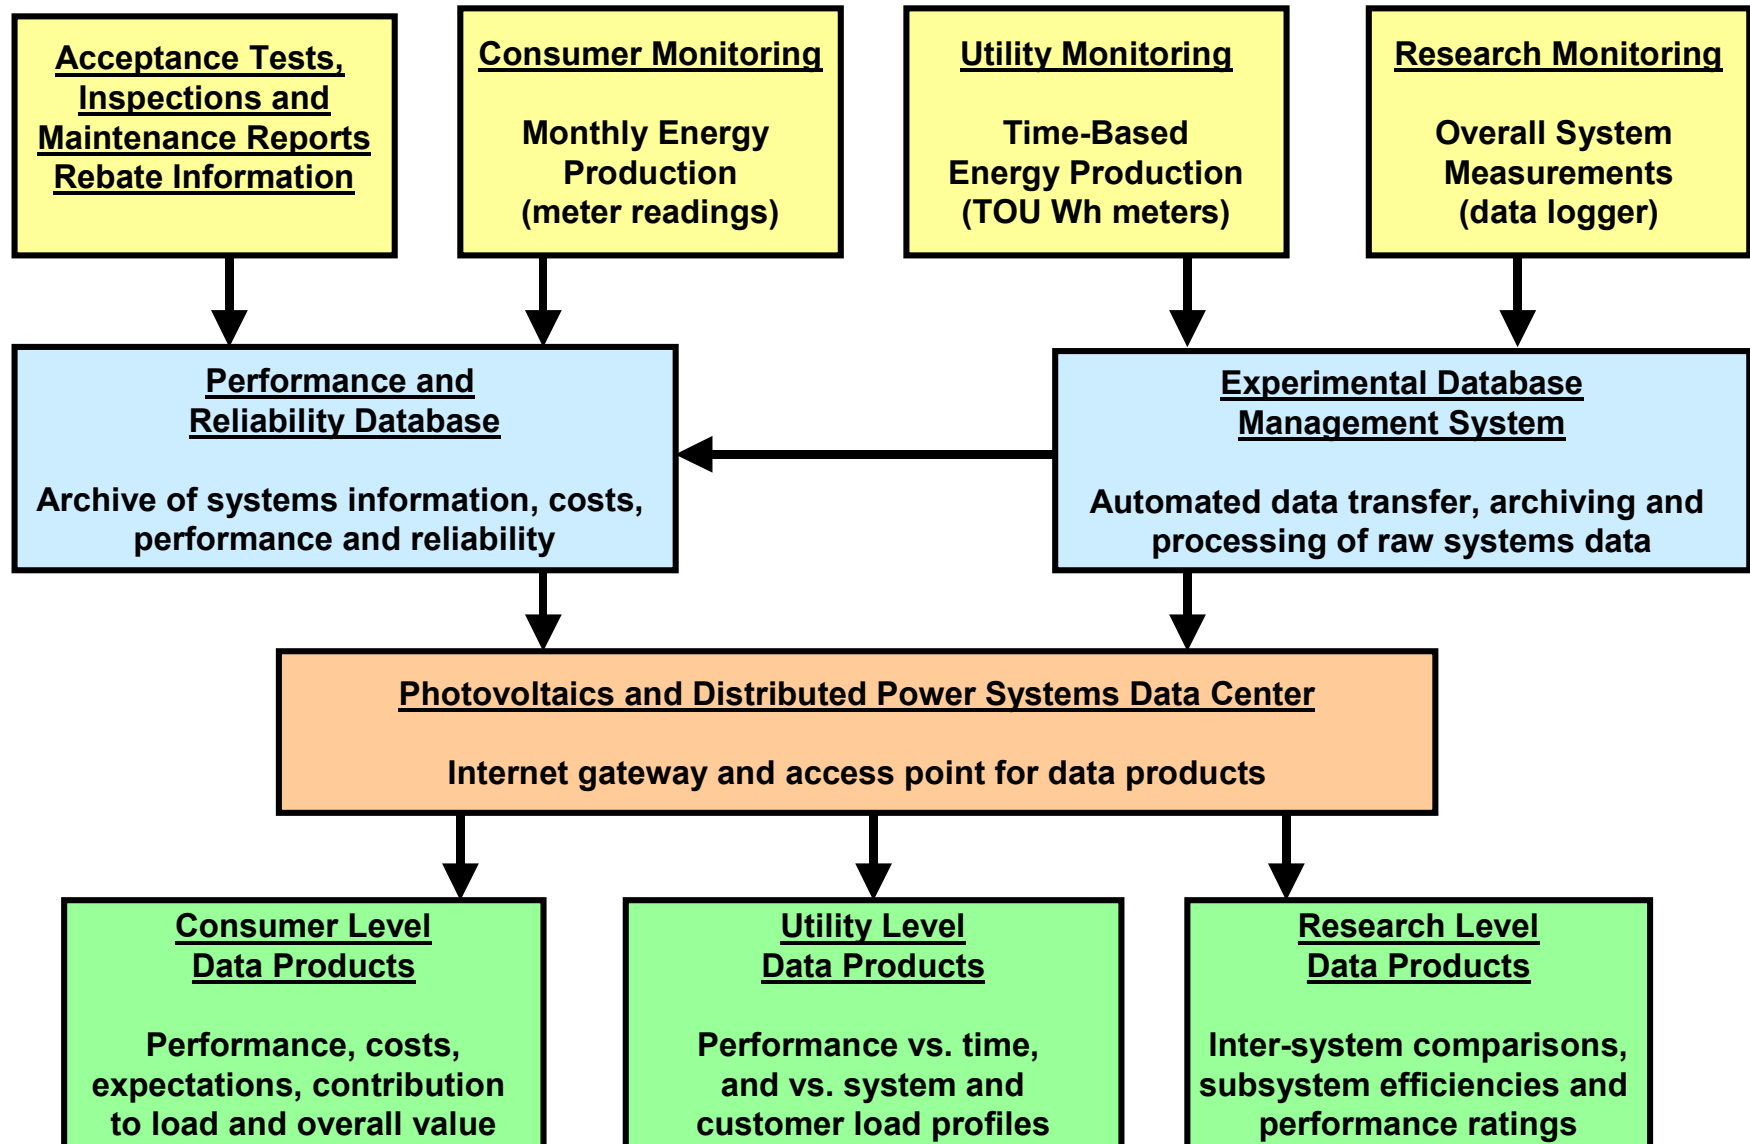 Acceptance Tests,
Inspections and
Maintenance Reports
Rebate Information
Consumer Monitoring
Monthly Energy
Production
(meter readings)
Utility Monitoring
Time-Based
Energy Production
(TOU Wh meters)
Research Monitoring
Overall System
Measurements
(data logger)
Performance and
Reliability Database
Archive of systems information, costs,
performance and reliability
Experimental Database
Management System
Automated data transfer, archiving and
processing of raw systems data
Photovoltaics and Distributed Power Systems Data Center
Internet gateway and access point for data products
Consumer Level
Data Products
Performance, costs,
expectations, contribution
to load and overall value
Utility Level
Data Products
Performance vs. time,
and vs. system and
customer load profiles
Research Level
Data Products
Inter-system comparisons,
subsystem efficiencies and
performance ratings